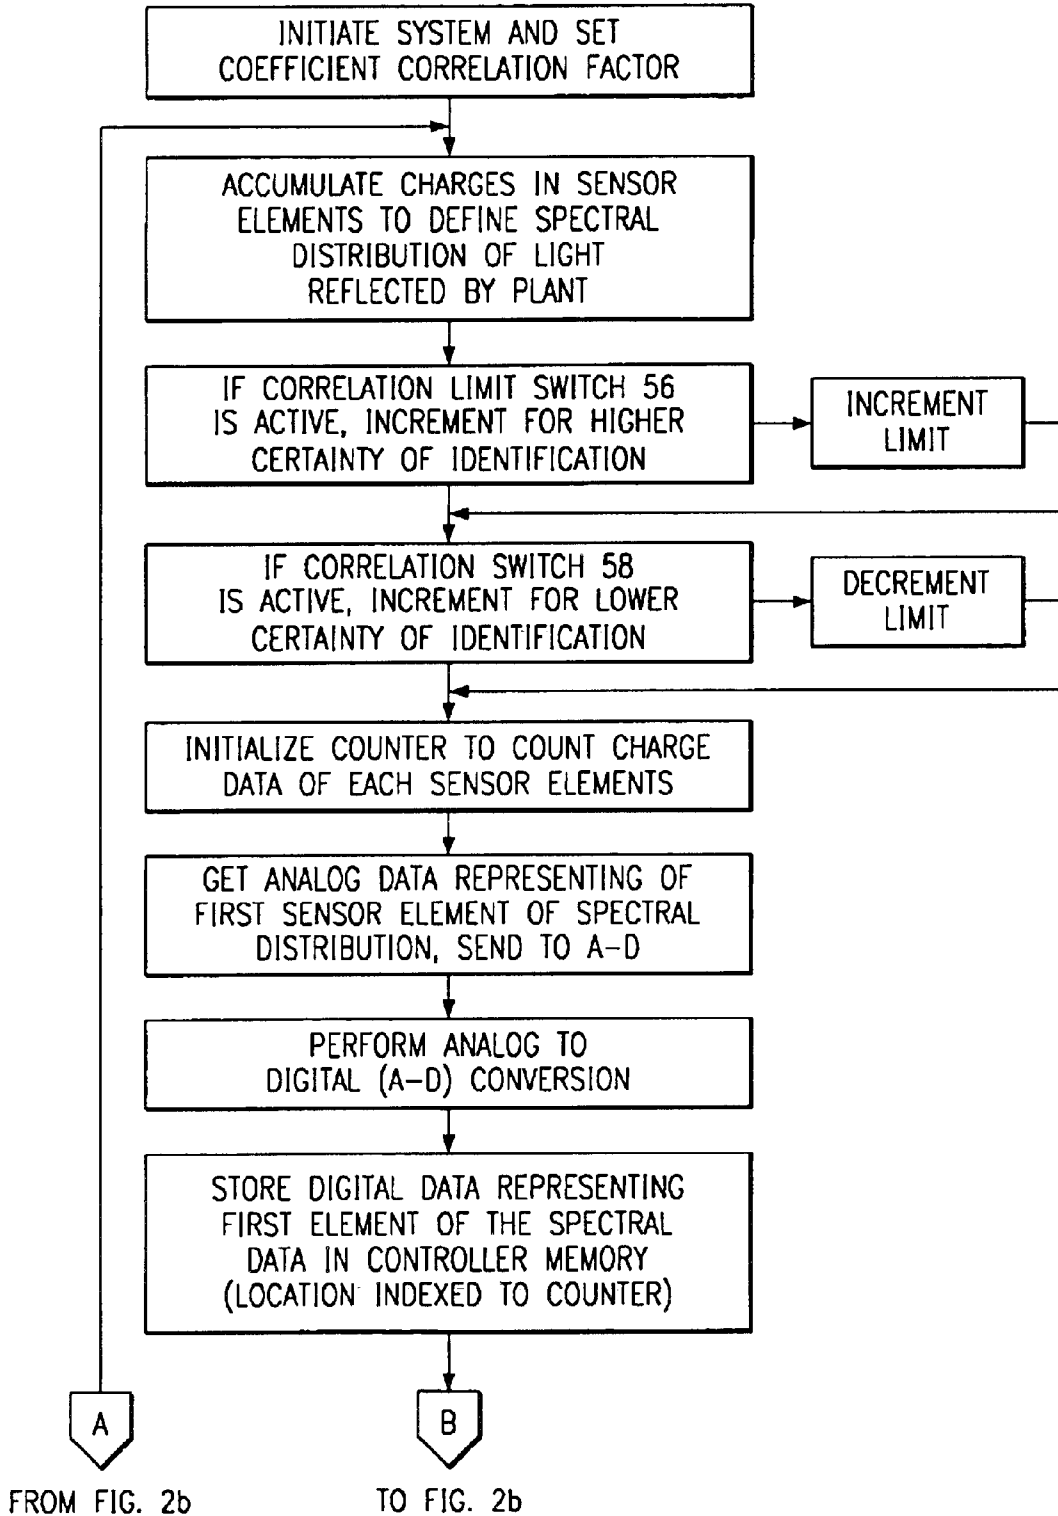 INITIATE SYSTEM AND SET
COEFFICIENT CORRELATION FACTOR
ACCUMULATE CHARGES IN SENSOR
ELEMENTS TO DEFINE SPECTRAL
DISTRIBUTION OF LIGHT
REFLECTED BY PLANT
IF CORRELATION LIMIT SWITCH 56
IS ACTIVE, INCREMENT FOR HIGHER
CERTAINTY OF IDENTIFICATION
INCREMENT
LIMIT
IF CORRELATION SWITCH 58
IS ACTIVE, INCREMENT FOR LOWER
CERTAINTY OF IDENTIFICATION
DECREMENT
LIMIT
INITIALIZE COUNTER TO COUNT CHARGE
DATA OF EACH SENSOR ELEMENTS
GET ANALOG DATA REPRESENTING OF
FIRST SENSOR ELEMENT OF SPECTRAL
DISTRIBUTION, SEND TO A-D
PERFORM ANALOG TO
DIGITAL (A-D) CONVERSION
STORE DIGITAL DATA REPRESENTING
FIRST ELEMENT OF THE SPECTRAL
DATA IN CONTROLLER MEMORY
(LOCATION INDEXED TO COUNTER)
A
B
FROM FIG. 2b
TO FIG. 2b